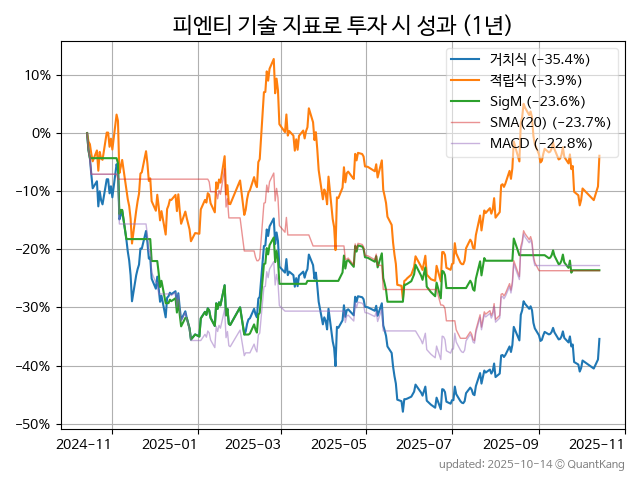 피엔티 기술 지표로 투자 시 성과 (1년)
거치식 (−35.4%)
적립식 (−3.9%)
SigM (−23.6%)
SMA(20) (−23.7%)
MACD (−22.8%)
10%
0%
−10%
−20%
−30%
−40%
−50%
2024-11 2025-01 2025-03 2025-05 2025-07 2025-09 2025-11
updated: 2025-10-14 © QuantKang